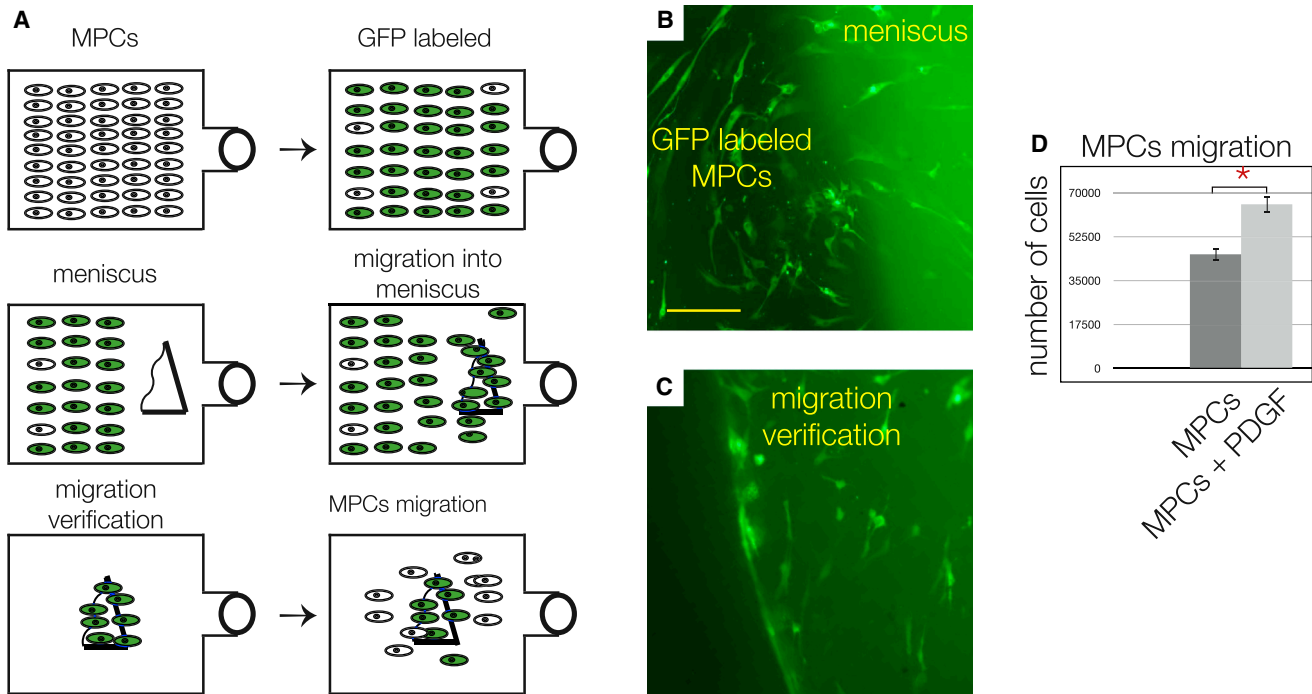 A
MPCs
GFP labeled
meniscus
migration into
meniscus
migration
verification
MPCs migration
B
meniscus
GFP labeled
MPCs
C
migration
verification
D
MPCs migration
*
number of cells
70000
52500
35000
17500
0
MPCs
MPCs + PDGF